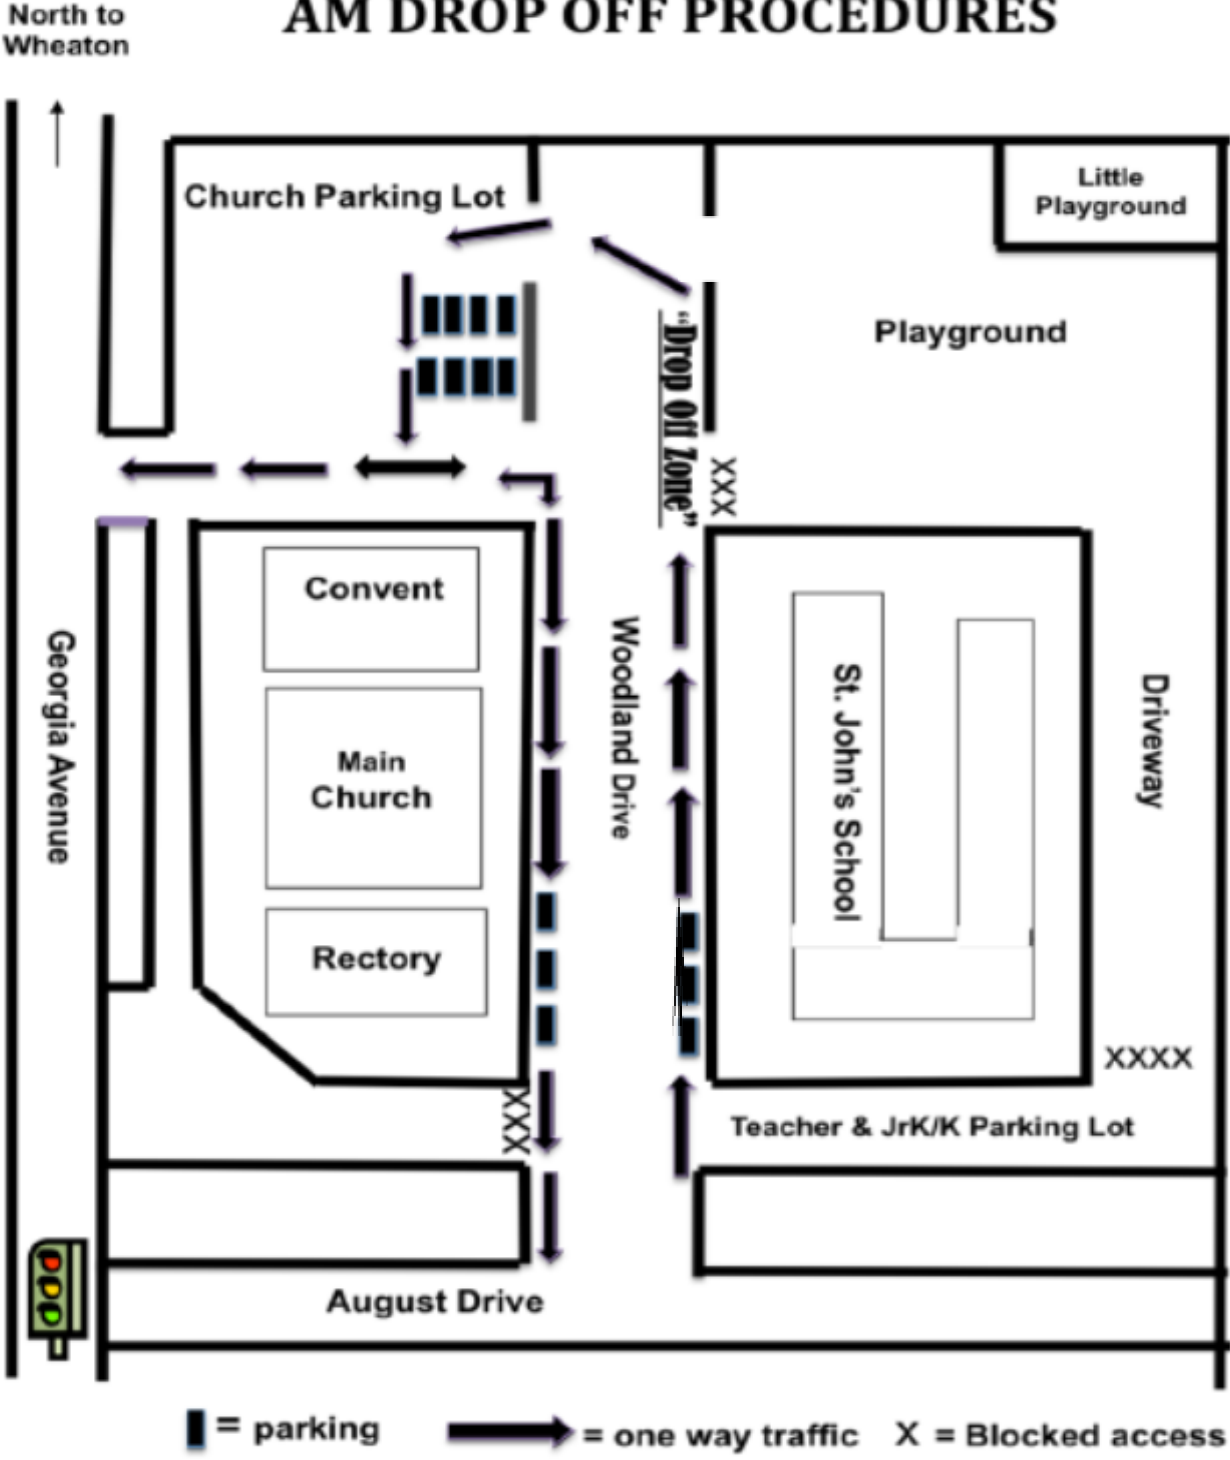 AM DROP OFF PROCEDURES
North to
Wheaton
Church Parking Lot
Little
Playground
Playground
"Drop Off Zone"
XXX
Convent
Main
Church
Rectory
Georgia Avenue
Woodland Drive
St. John's School
Driveway
XXXX
XXX
Teacher & JrK/K Parking Lot
August Drive
= parking
= one way traffic
X = Blocked access